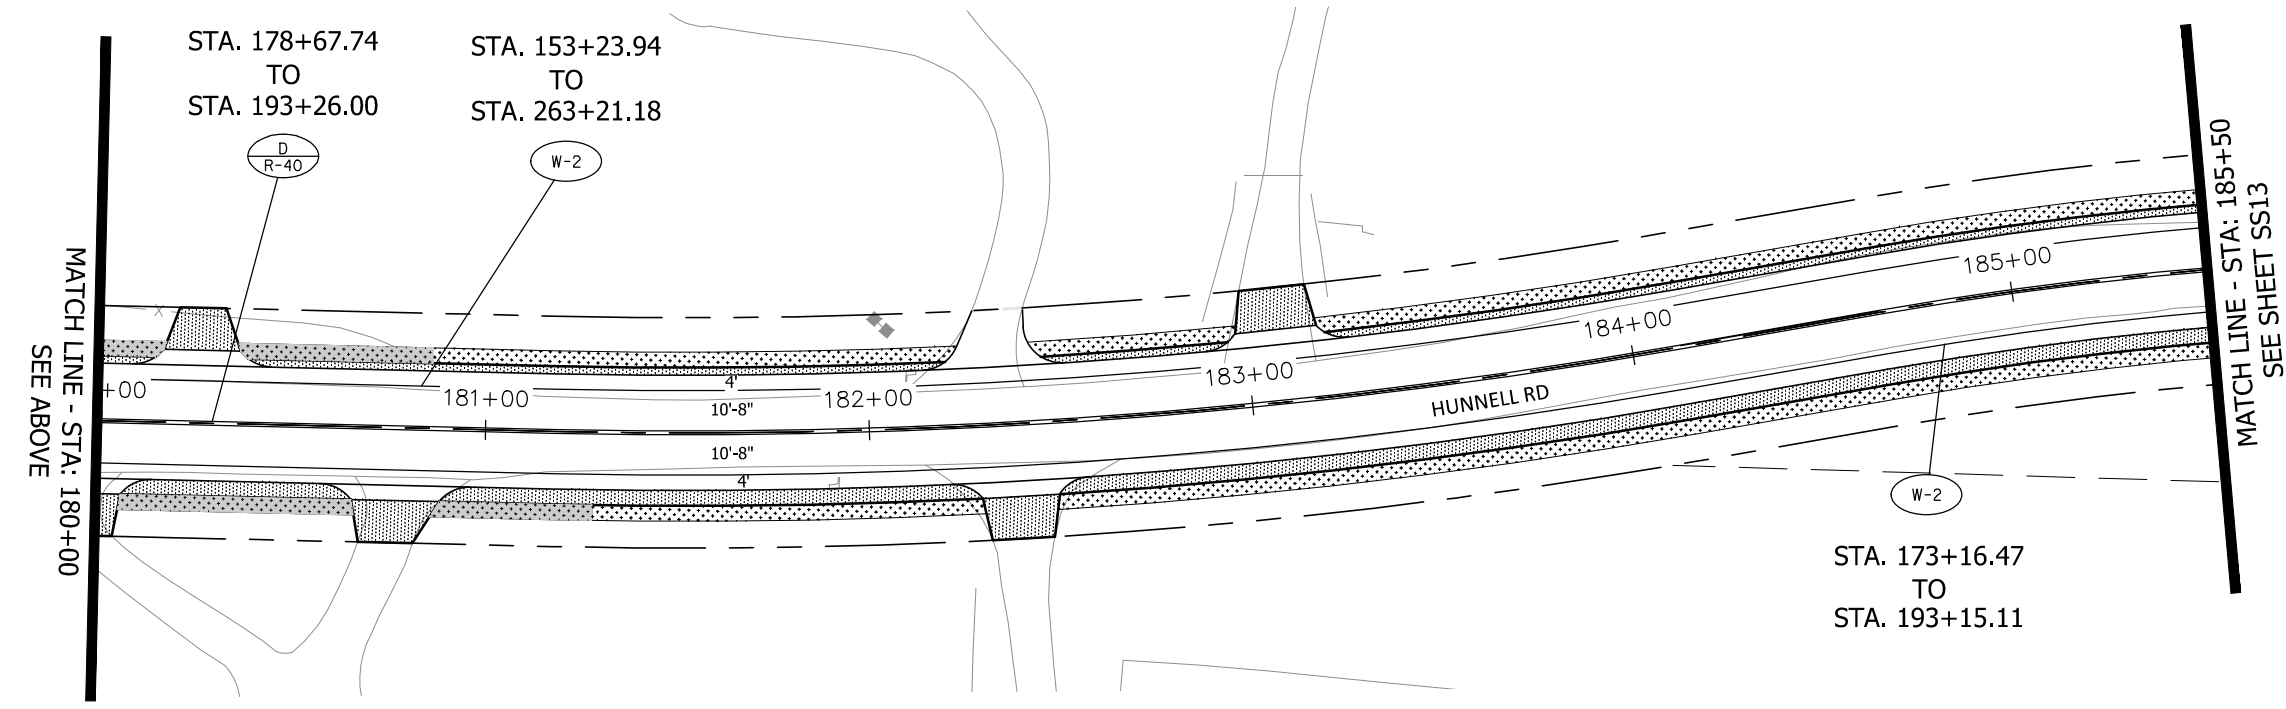 STA. 178+67.74
TO
STA. 193+26.00
D
R-40
STA. 153+23.94
TO
STA. 263+21.18
W-2
MATCH LINE - STA: 180+00
SEE ABOVE
+00
181+00
182+00
183+00
184+00
185+00
4'
10'-8"
10'-8"
4'
HUNNELL RD
X
W-2
STA. 173+16.47
TO
STA. 193+15.11
MATCH LINE - STA: 185+50
SEE SHEET SS13